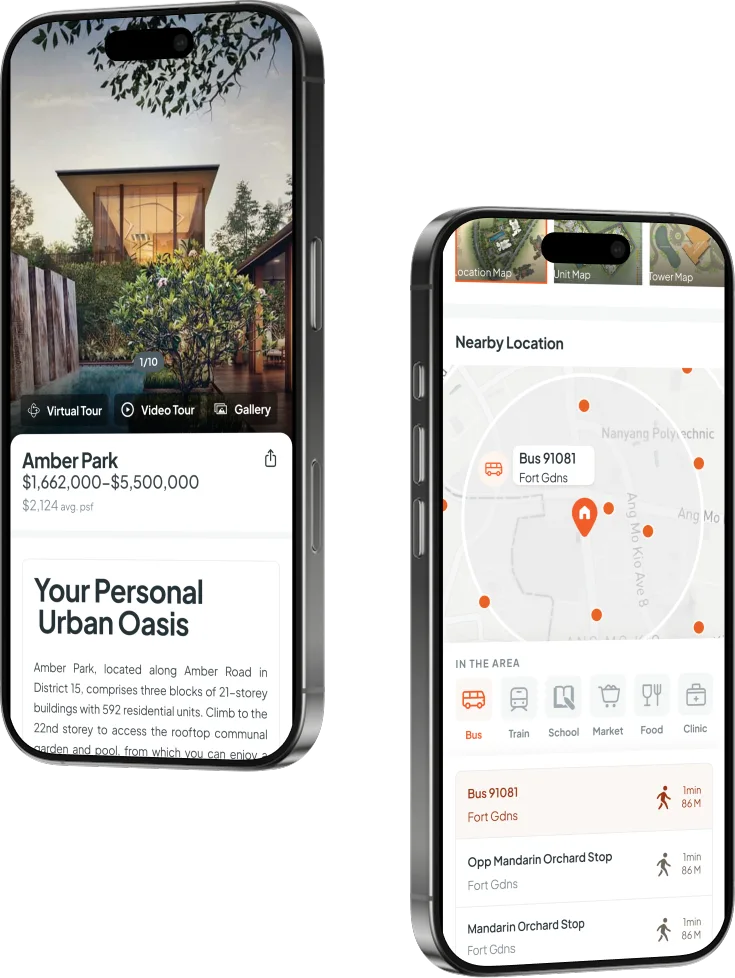 1/10
Virtual Tour
Video Tour
Gallery
Amber Park
$1,662,000–$5,500,000
$2,124 avg. psf
Your Personal
Urban Oasis
Amber Park, located along Amber Road in
District 15, comprises three blocks of 21-storey
buildings with 592 residential units. Climb to the
22nd storey to access the rooftop communal
garden and pool, from which you can enjoy a
Location Map
Unit Map
Tower Map
Nearby Location
Nanyang Polytechnic
Bus 91081
Fort Gdns
Ang Mo
Ang Mo Kio Ave 8
ANG MO KIO
IN THE AREA
Bus
Train
School
Market
Food
Clinic
Bus 91081
1min
Fort Gdns
86 M
Opp Mandarin Orchard Stop
1min
Fort Gdns
86 M
Mandarin Orchard Stop
1min
Fort Gdns
86 M